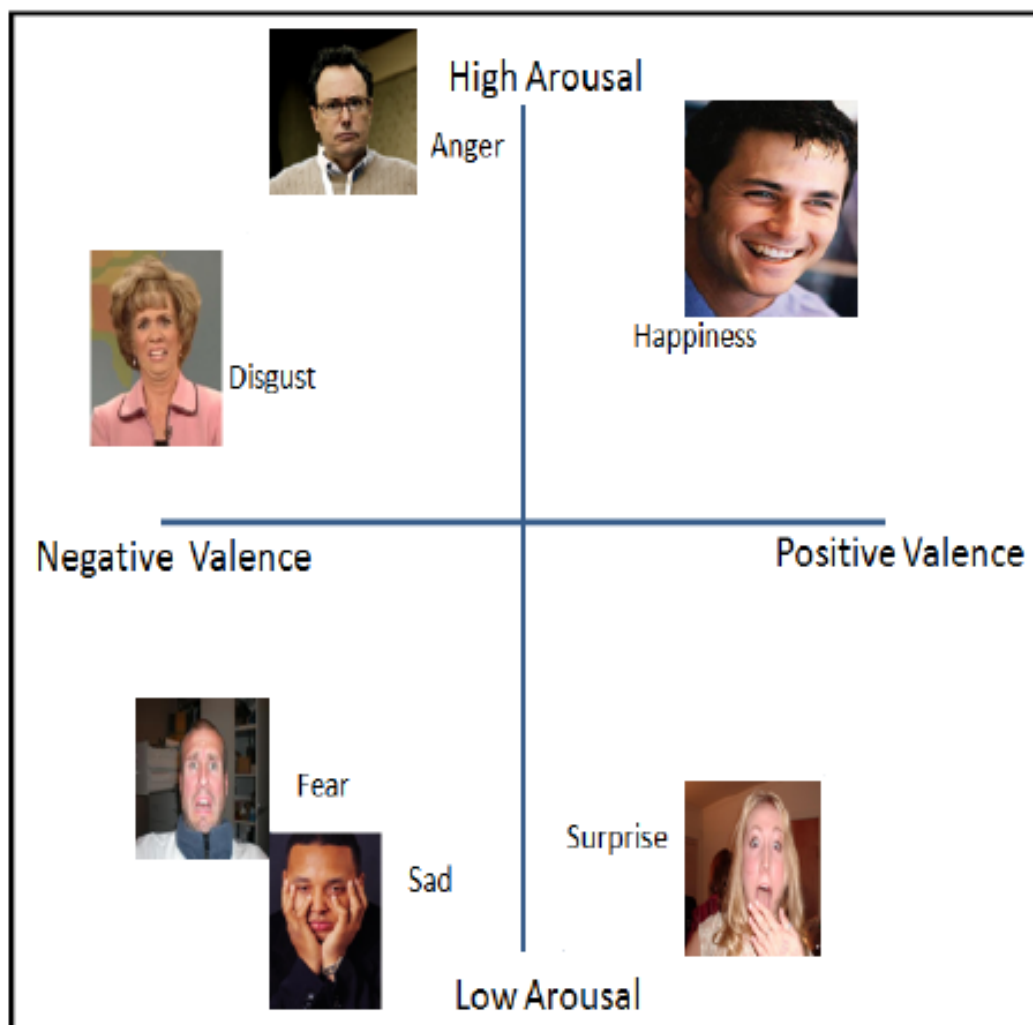 High Arousal
Anger
Happiness
Disgust
Negative Valence
Positive Valence
Fear
Surprise
Sad
Low Arousal